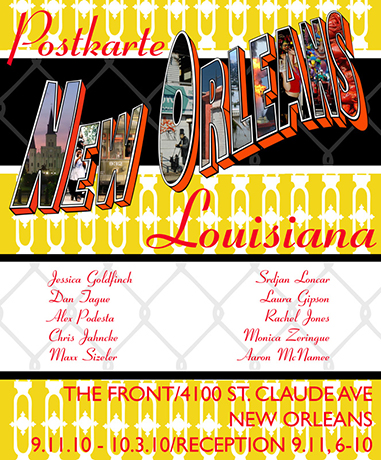 Postkarte
NEW ORLEANS
Louisiana
Jessica Goldfinch
Dan Tague
Alex Podesta
Chris Jahncke
Maxx Sizeler
Srdjan Loncar
Laura Gipson
Rachel Jones
Monica Zeringue
Aaron McNamee
THE FRONT/4100 ST. CLAUDE AVE
NEW ORLEANS
9.11.10 - 10.3.10/RECEPTION 9.11, 6-10